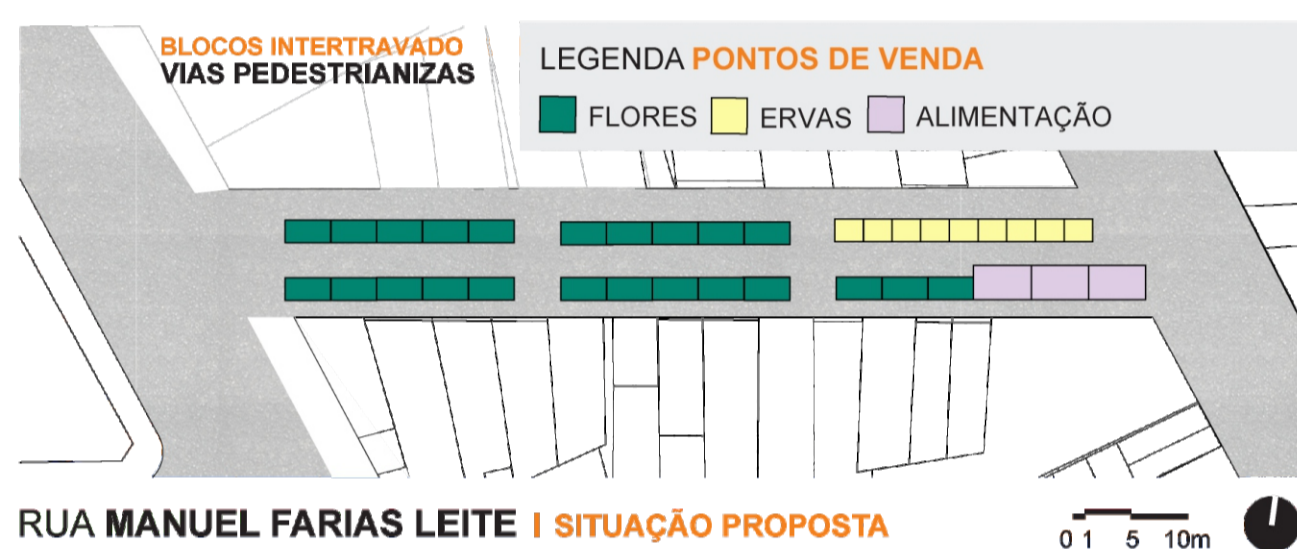 BLOCOS INTERTRAVADO
VIAS PEDESTRIANIZAS
LEGENDA PONTOS DE VENDA
FLORES ERVAS ALIMENTAÇÃO
RUA MANUEL FARIAS LEITE | SITUAÇÃO PROPOSTA
0 1 5 10m